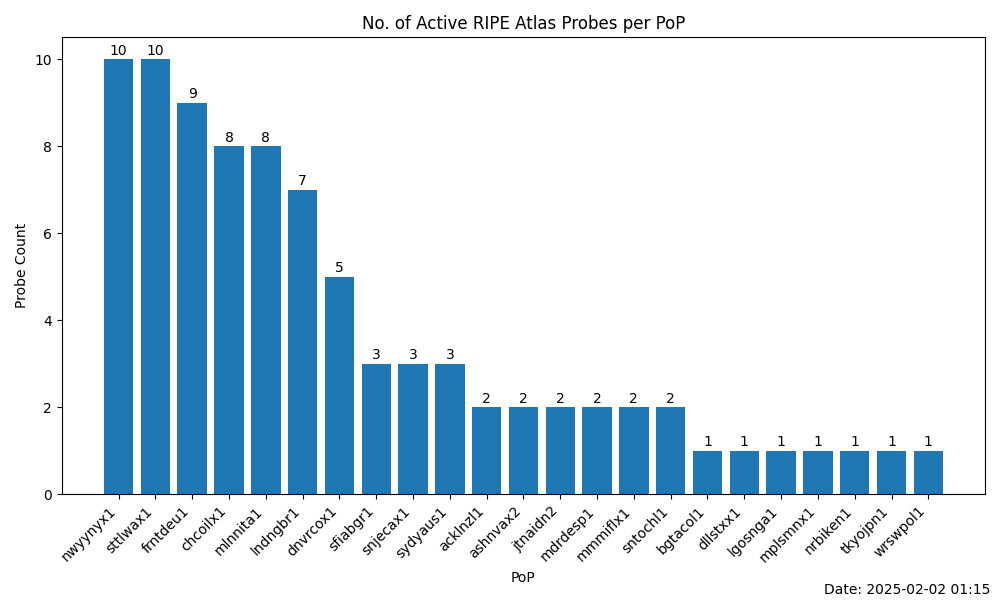 No. of Active RIPE Atlas Probes per PoP
Probe Count
10
8
6
4
2
0
10
10
9
8
8
7
5
3
3
3
2
2
2
2
2
2
1
1
1
1
1
1
1
nwyynyx1
sttlwax1
frntdeu1
chcoilx1
mlnnita1
lndngbr1
dnvrcox1
sfiabgr1
snjecax1
sydyaus1
acklnzl1
ashnvax2
jtnaidn2
mdrdesp1
mmmiflx1
sntochl1
bgtacol1
dllstxx1
lgosnga1
mplsmnx1
nrbiken1
tkyojpn1
wrswpol1
PoP
Date: 2025-02-02 01:15